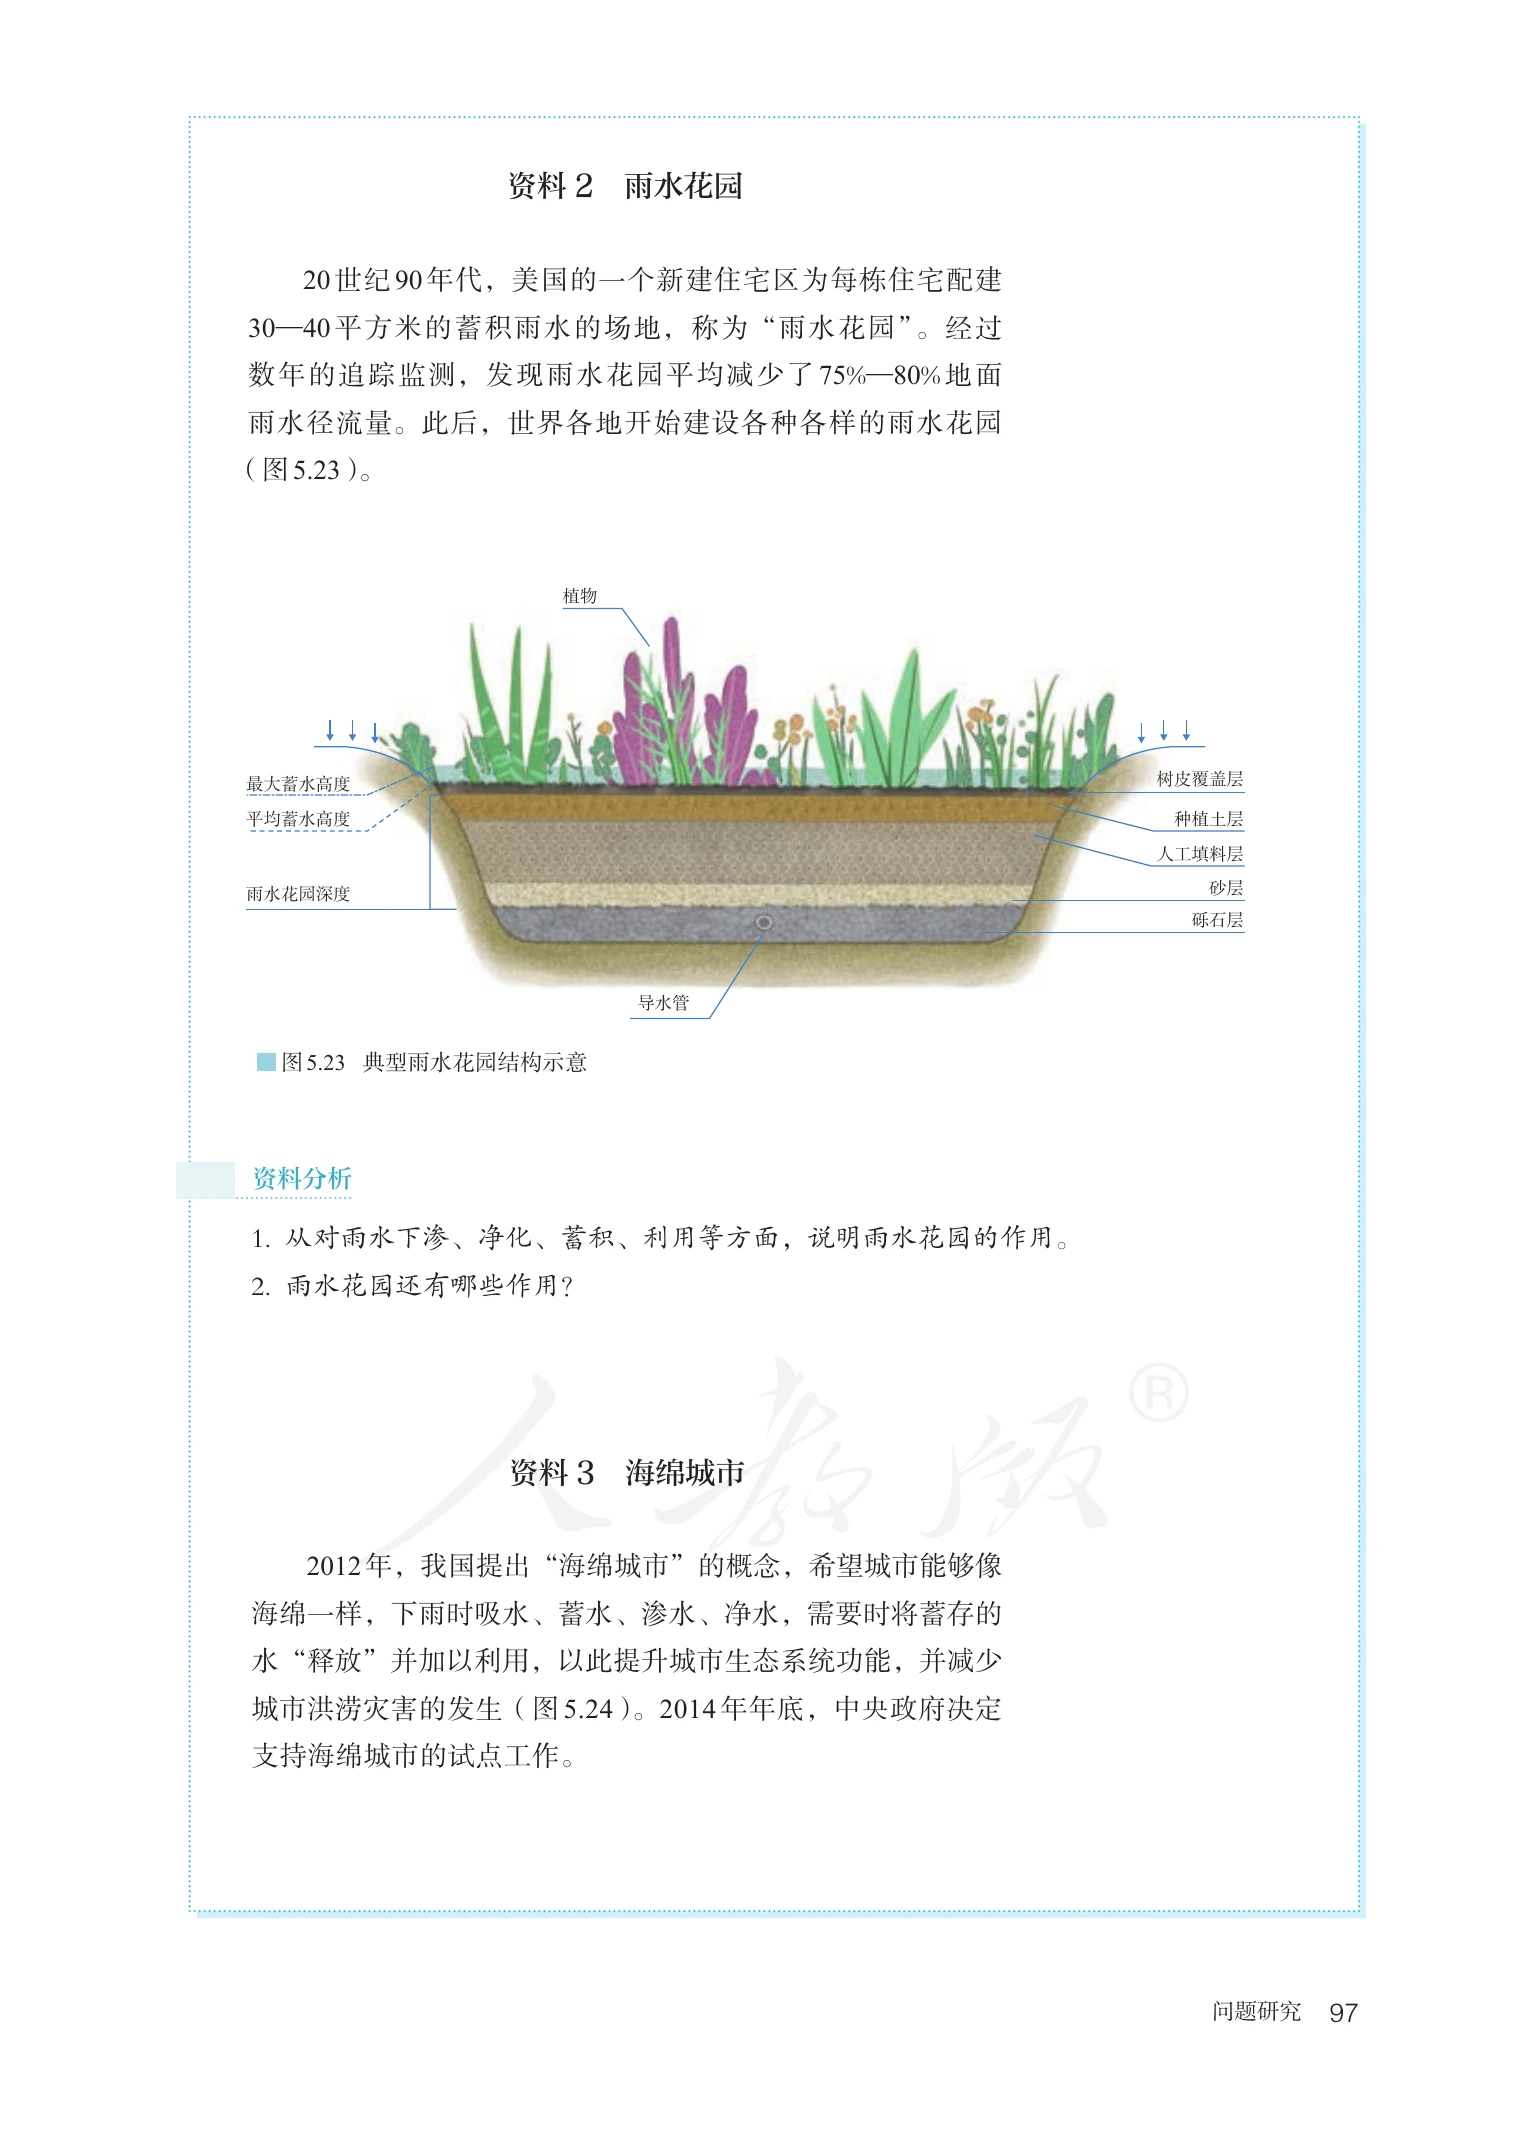 资料 2　雨水花园
20世纪90年代，美国的一个新建住宅区为每栋住宅配建
30—40平方米的蓄积雨水的场地，称为“雨水花园”。经过
数年的追踪监测，发现雨水花园平均减少了75%—80%地面
雨水径流量。此后，世界各地开始建设各种各样的雨水花园
（图5.23）。
植物
最大蓄水高度
平均蓄水高度
雨水花园深度
树皮覆盖层
种植土层
人工填料层
砂层
砾石层
导水管
图5.23 典型雨水花园结构示意
资料分析
1. 从对雨水下渗、净化、蓄积、利用等方面，说明雨水花园的作用。
2. 雨水花园还有哪些作用？
人教版®
资料 3　海绵城市
2012年，我国提出“海绵城市”的概念，希望城市能够像
海绵一样，下雨时吸水、蓄水、渗水、净水，需要时将蓄存的
水“释放”并加以利用，以此提升城市生态系统功能，并减少
城市洪涝灾害的发生（图5.24）。2014年年底，中央政府决定
支持海绵城市的试点工作。
问题研究 97